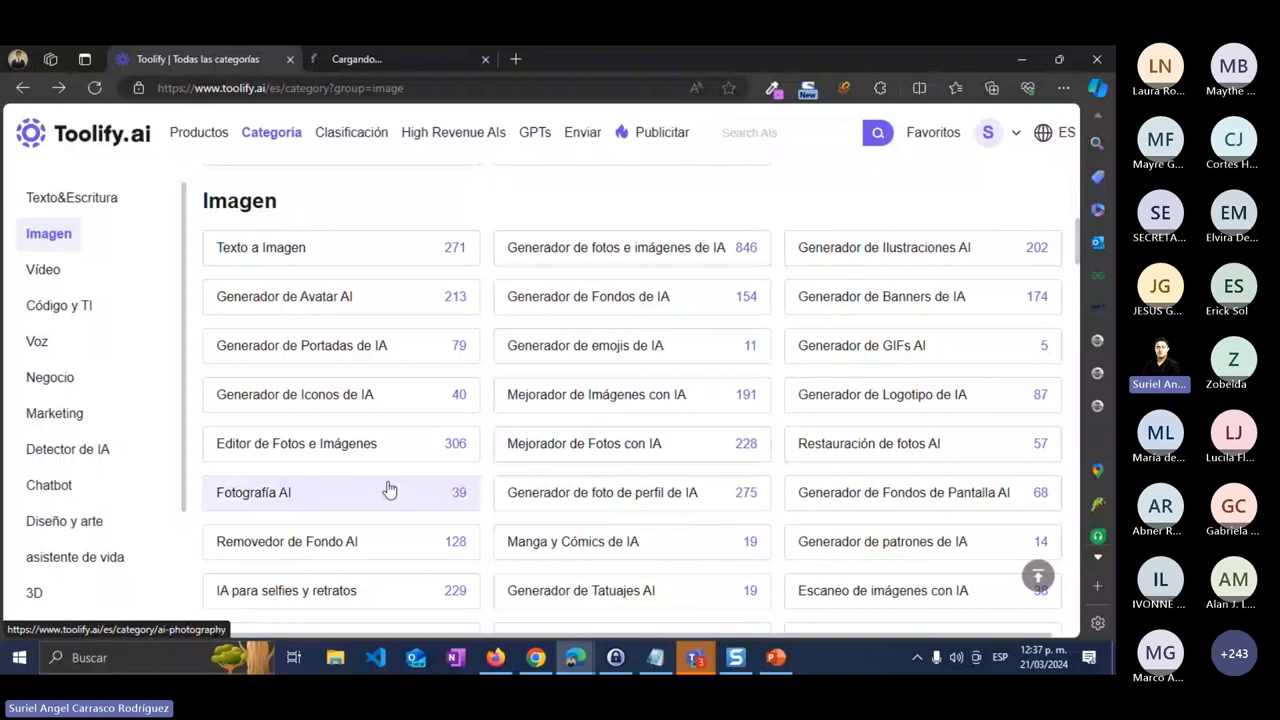 Toolify | Todas las categorías
Cargando...
https://www.toolify.ai/es/category?group=image
New
Toolify.ai
Productos
Categoría
Clasificación
High Revenue AIs
GPTs
Enviar
Publicitar
Search AIs
Favoritos
S
ES
Texto&Escritura
Imagen
Vídeo
Código y TI
Voz
Negocio
Marketing
Detector de IA
Chatbot
Diseño y arte
asistente de vida
3D
Imagen
Texto a Imagen 271
Generador de fotos e imágenes de IA 846
Generador de Ilustraciones AI 202
Generador de Avatar AI 213
Generador de Fondos de IA 154
Generador de Banners de IA 174
Generador de Portadas de IA 79
Generador de emojis de IA 11
Generador de GIFs AI 5
Generador de Iconos de IA 40
Mejorador de Imágenes con IA 191
Generador de Logotipo de IA 87
Editor de Fotos e Imágenes 306
Mejorador de Fotos con IA 228
Restauración de fotos AI 57
Fotografía AI 39
Generador de foto de perfil de IA 275
Generador de Fondos de Pantalla AI 68
Removedor de Fondo AI 128
Manga y Cómics de IA 19
Generador de patrones de IA 14
IA para selfies y retratos 229
Generador de Tatuajes AI 19
Escaneo de imágenes con IA
https://www.toolify.ai/es/category/ai-photography
Buscar
3
ESP
12:37 p. m.
21/03/2024
LN
Laura Ro...
MB
Maythe ...
MF
Mayre G...
CJ
Cortes H...
SE
SECRETA...
EM
Elvira De...
JG
JESUS G...
ES
Erick Sol
Suriel An...
Z
Zobeida
ML
María de...
LJ
Lucila Fl...
AR
Abner R...
GC
Gabriela ...
IL
IVONNE ...
AM
Alan J. L...
MG
Marco A...
+243
Suriel Angel Carrasco Rodríguez